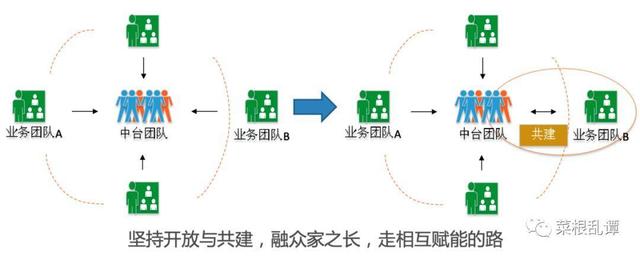 业务团队A
中台团队
业务团队B
业务团队A
中台团队
共建
业务团队B
坚持开放与共建，融众家之长，走相互赋能的路
菜根乱谭